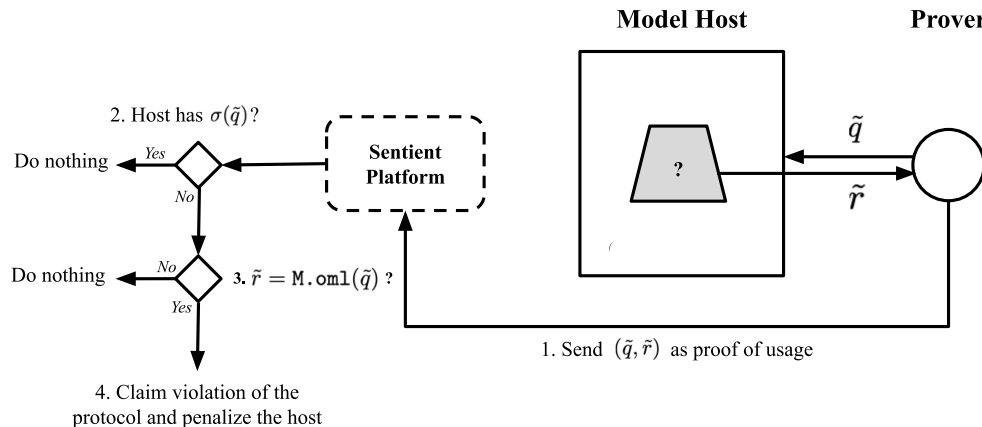 Model Host
Prover
2. Host has σ(q̃)?
Do nothing
Yes
Sentient
Platform
?
q̃
r̃
No
Do nothing
No
3. r̃ = M.oml(q̃) ?
Yes
1. Send (q̃, r̃) as proof of usage
4. Claim violation of the
protocol and penalize the host